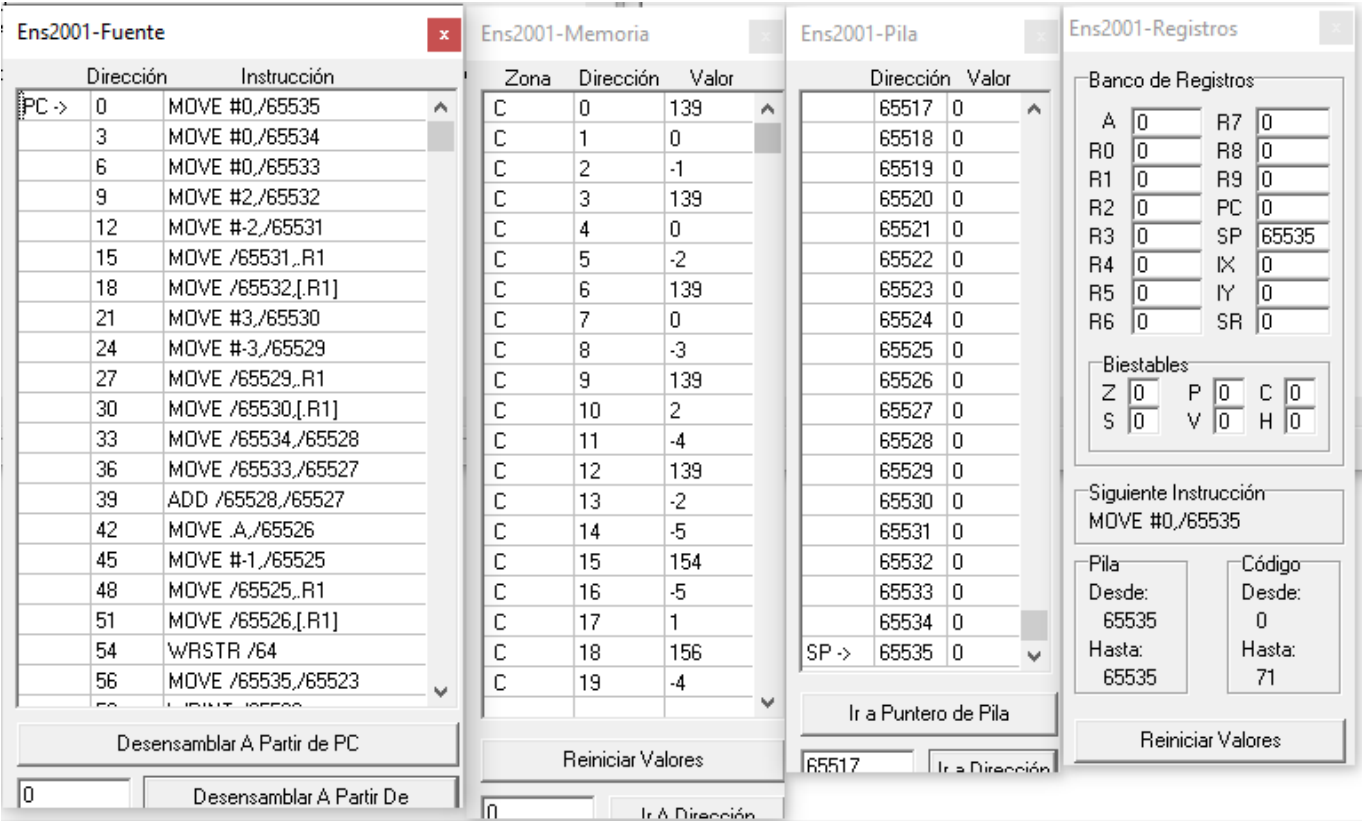 Ens2001-Fuente
x
Dirección Instrucción
PC -> 0 MOVE #0,/65535
3 MOVE #0,/65534
6 MOVE #0,/65533
9 MOVE #2,/65532
12 MOVE #-2,/65531
15 MOVE /65531,.R1
18 MOVE /65532,[.R1]
21 MOVE #3,/65530
24 MOVE #-3,/65529
27 MOVE /65529,.R1
30 MOVE /65530,[.R1]
33 MOVE /65534,/65528
36 MOVE /65533,/65527
39 ADD /65528,/65527
42 MOVE .A,/65526
45 MOVE #-1,/65525
48 MOVE /65525,.R1
51 MOVE /65526,[.R1]
54 WRSTR /64
56 MOVE /65535,/65523
Desensamblar A Partir de PC
0 Desensamblar A Partir De
Ens2001-Memoria
x
Zona Dirección Valor
C 0 139
C 1 0
C 2 -1
C 3 139
C 4 0
C 5 -2
C 6 139
C 7 0
C 8 -3
C 9 139
C 10 2
C 11 -4
C 12 139
C 13 -2
C 14 -5
C 15 154
C 16 -5
C 17 1
C 18 156
C 19 -4
Reiniciar Valores
0 Ir A Dirección
Ens2001-Pila
x
Dirección Valor
65517 0
65518 0
65519 0
65520 0
65521 0
65522 0
65523 0
65524 0
65525 0
65526 0
65527 0
65528 0
65529 0
65530 0
65531 0
65532 0
65533 0
65534 0
SP -> 65535 0
Ir a Puntero de Pila
65517 Ir a Dirección
Ens2001-Registros
x
Banco de Registros
A 0 R7 0
R0 0 R8 0
R1 0 R9 0
R2 0 PC 0
R3 0 SP 65535
R4 0 IX 0
R5 0 IY 0
R6 0 SR 0
Biestables
Z 0 P 0 C 0
S 0 V 0 H 0
Siguiente Instrucción
MOVE #0,/65535
Pila
Desde:
65535
Hasta:
65535
Código
Desde:
0
Hasta:
71
Reiniciar Valores